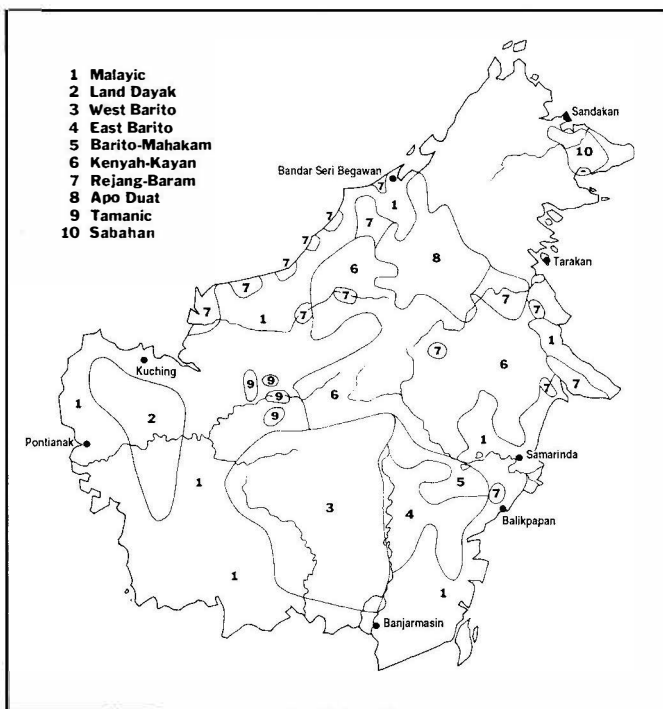 1 Malayic
2 Land Dayak
3 West Barito
4 East Barito
5 Barito-Mahakam
6 Kenyah-Kayan
7 Rejang-Baram
8 Apo Duat
9 Tamanic
10 Sabahan
Sandakan
10
Bandar Seri Begawan
7
1
7
7
7
8
Tarakan
7
6
7
7
7
7
7
7
1
1
7
6
Kuching
9
9
7
7
6
9
1
9
2
Pontianak
1
Samarinda
5
1
7
3
4
Balikpapan
1
1
Banjarmasin